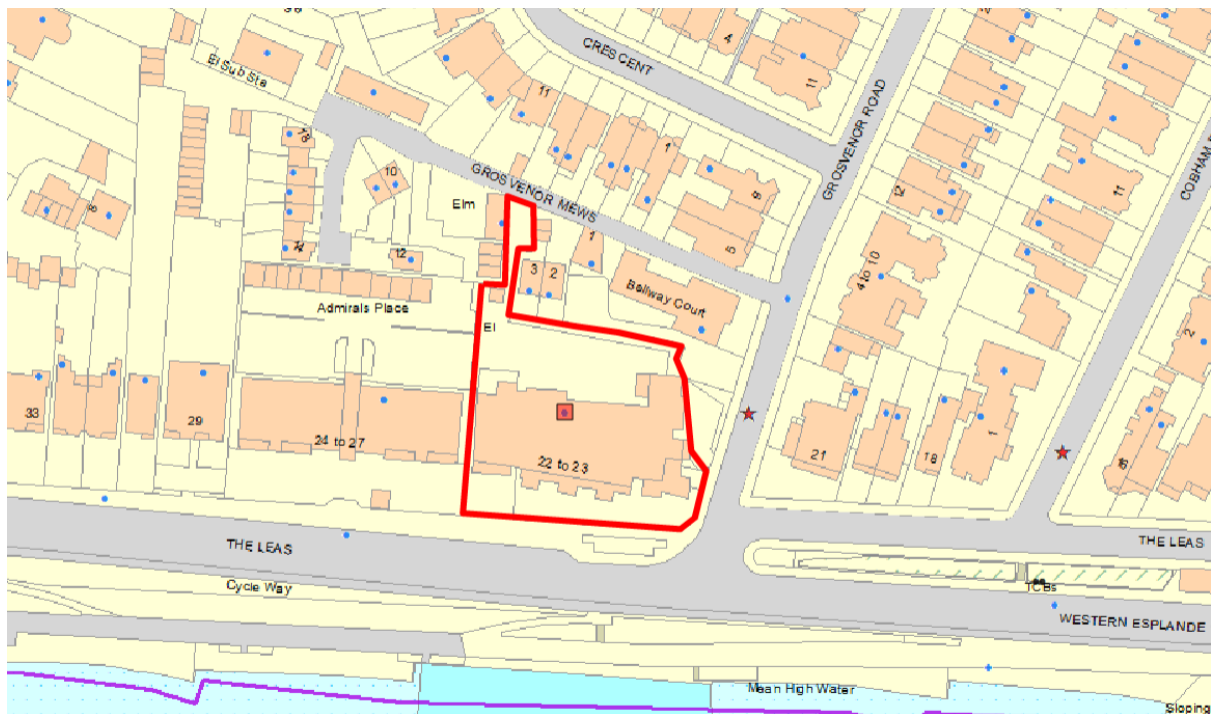 El Sub Sta
CRESCENT
4
11
GROSVENOR ROAD
COBHAM
11
11
1
9
5
12
GROSVENOR MEWS
10
Elm
8
12
1
3
2
Bellway Court
4 to 10
2
Admirals Place
El
33
29
24 to 27
22 to 23
21
18
1
THE LEAS
THE LEAS
Cycle Way
TCBs
WESTERN ESPLANDE
Mean High Water
Sloping